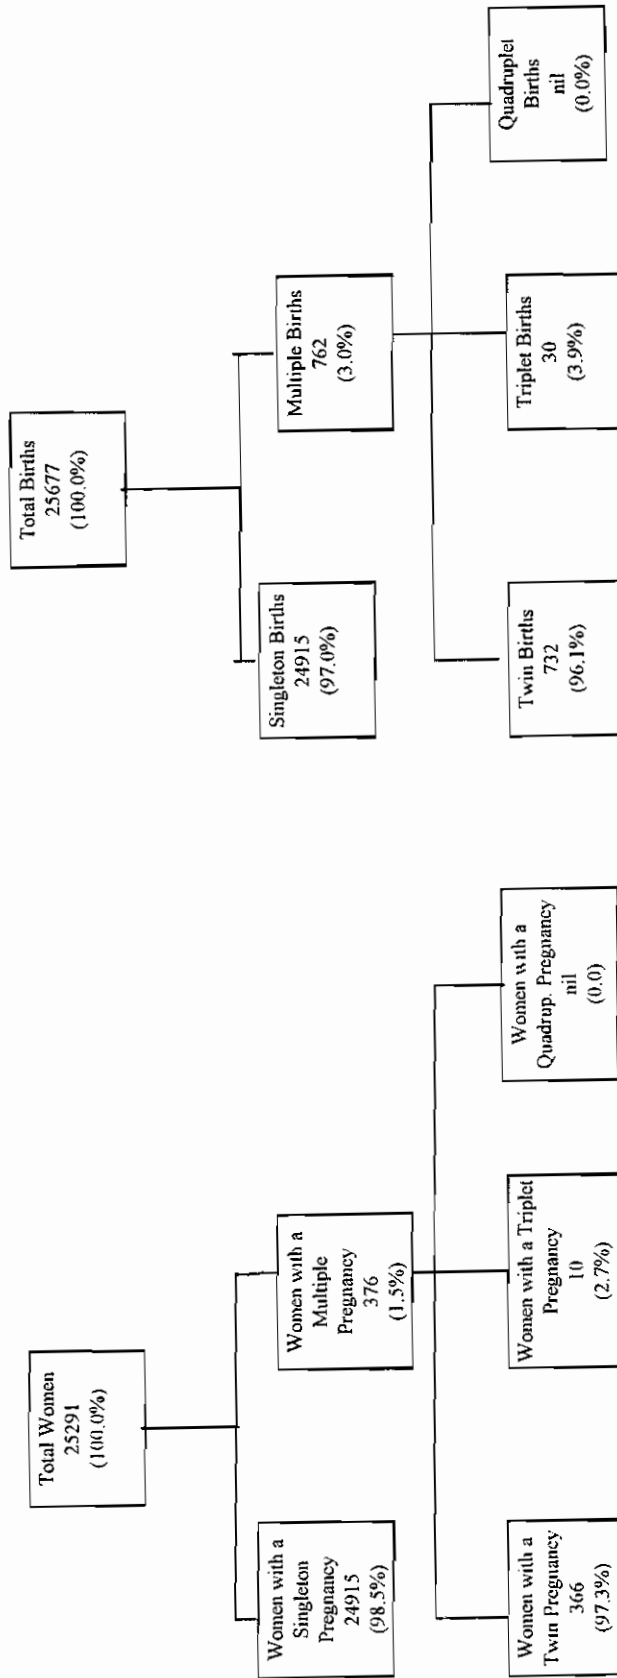 Total Women
25291
(100.0%)
Women with a
Singleton
Pregnancy
24915
(98.5%)
Women with a
Multiple
Pregnancy
376
(1.5%)
Women with a
Twin Pregnancy
366
(97.3%)
Women with a Triplet
Pregnancy
10
(2.7%)
Women with a
Quadrup. Pregnancy
nil
(0.0)
Total Births
25677
(100.0%)
Singleton Births
24915
(97.0%)
Multiple Births
762
(3.0%)
Twin Births
732
(96.1%)
Triplet Births
30
(3.9%)
Quadruplet
Births
nil
(0.0%)